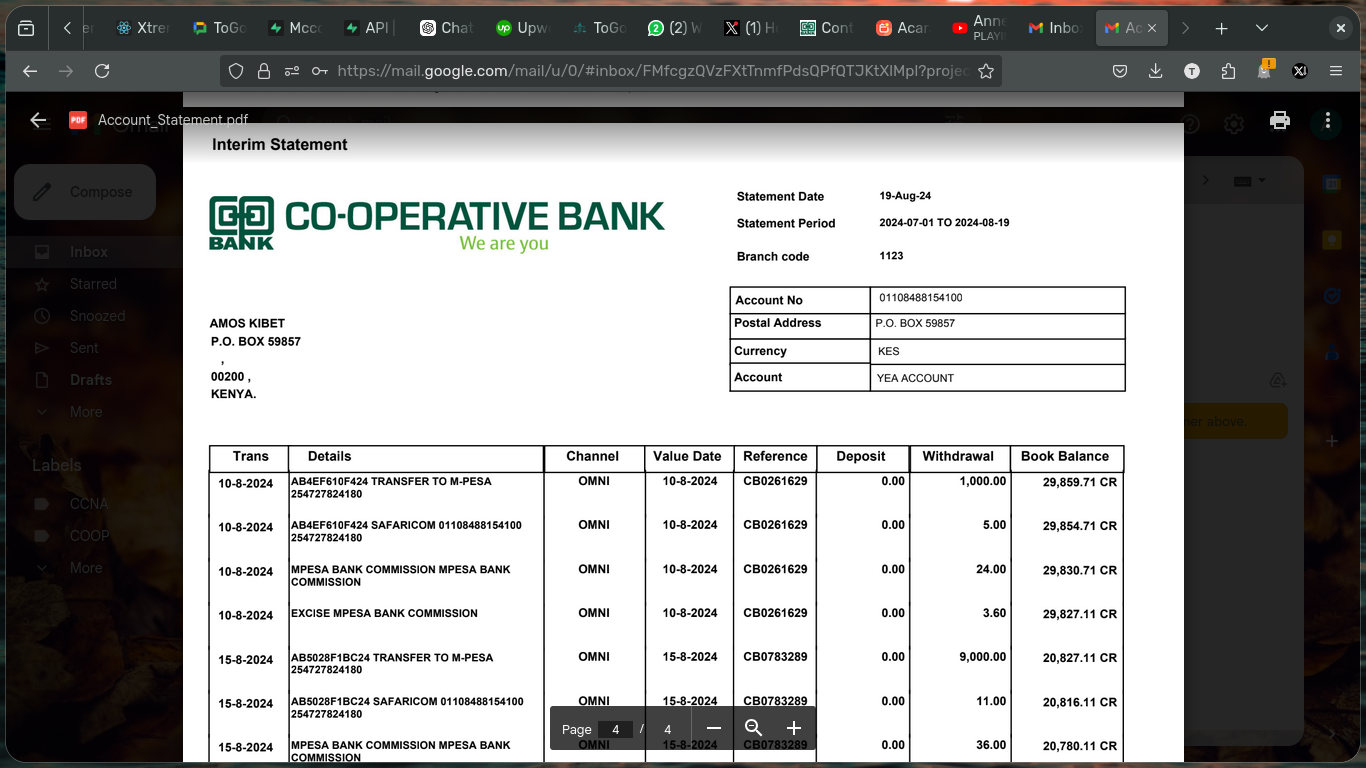 Xtrer
ToGo
Mcco
API |
Chat
Upw
ToGo
(2) W
(1) H
Cont
Acar
Anne
PLAYIN
Inbo
Ac
https://mail.google.com/mail/u/0/#inbox/FMfcgzQVzFXtTnmfPdsQPfQTJKtXlMpl?projec
Account_Statement.pdf
Compose
Inbox
Starred
Snoozed
Sent
Drafts
More
Labels
CCNA
COOP
More
ner above.
Interim Statement
BANK
CO-OPERATIVE BANK
We are you
Statement Date 19-Aug-24
Statement Period 2024-07-01 TO 2024-08-19
Branch code 1123
Account No 01108488154100
Postal Address P.O. BOX 59857
Currency KES
Account YEA ACCOUNT
AMOS KIBET
P.O. BOX 59857
,
00200 ,
KENYA.
Trans Details Channel Value Date Reference Deposit Withdrawal Book Balance
10-8-2024 AB4EF610F424 TRANSFER TO M-PESA OMNI 10-8-2024 CB0261629 0.00 1,000.00 29,859.71 CR
254727824180
10-8-2024 AB4EF610F424 SAFARICOM 01108488154100 OMNI 10-8-2024 CB0261629 0.00 5.00 29,854.71 CR
254727824180
10-8-2024 MPESA BANK COMMISSION MPESA BANK OMNI 10-8-2024 CB0261629 0.00 24.00 29,830.71 CR
COMMISSION
10-8-2024 EXCISE MPESA BANK COMMISSION OMNI 10-8-2024 CB0261629 0.00 3.60 29,827.11 CR
15-8-2024 AB5028F1BC24 TRANSFER TO M-PESA OMNI 15-8-2024 CB0783289 0.00 9,000.00 20,827.11 CR
254727824180
15-8-2024 AB5028F1BC24 SAFARICOM 01108488154100 OMNI 15-8-2024 CB0783289 0.00 11.00 20,816.11 CR
254727824180
15-8-2024 MPESA BANK COMMISSION MPESA BANK OMNI 15-8-2024 CB0783289 0.00 36.00 20,780.11 CR
COMMISSION
Page 4 / 4